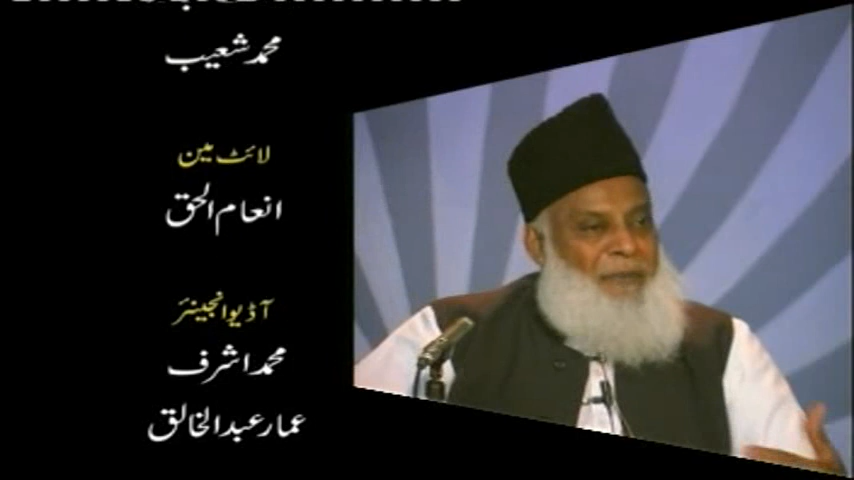 محمد شعیب
لائٹ مین
انعام الحق
آڈیو انجینئر
محمد اشرف
عمار عبدالخالق